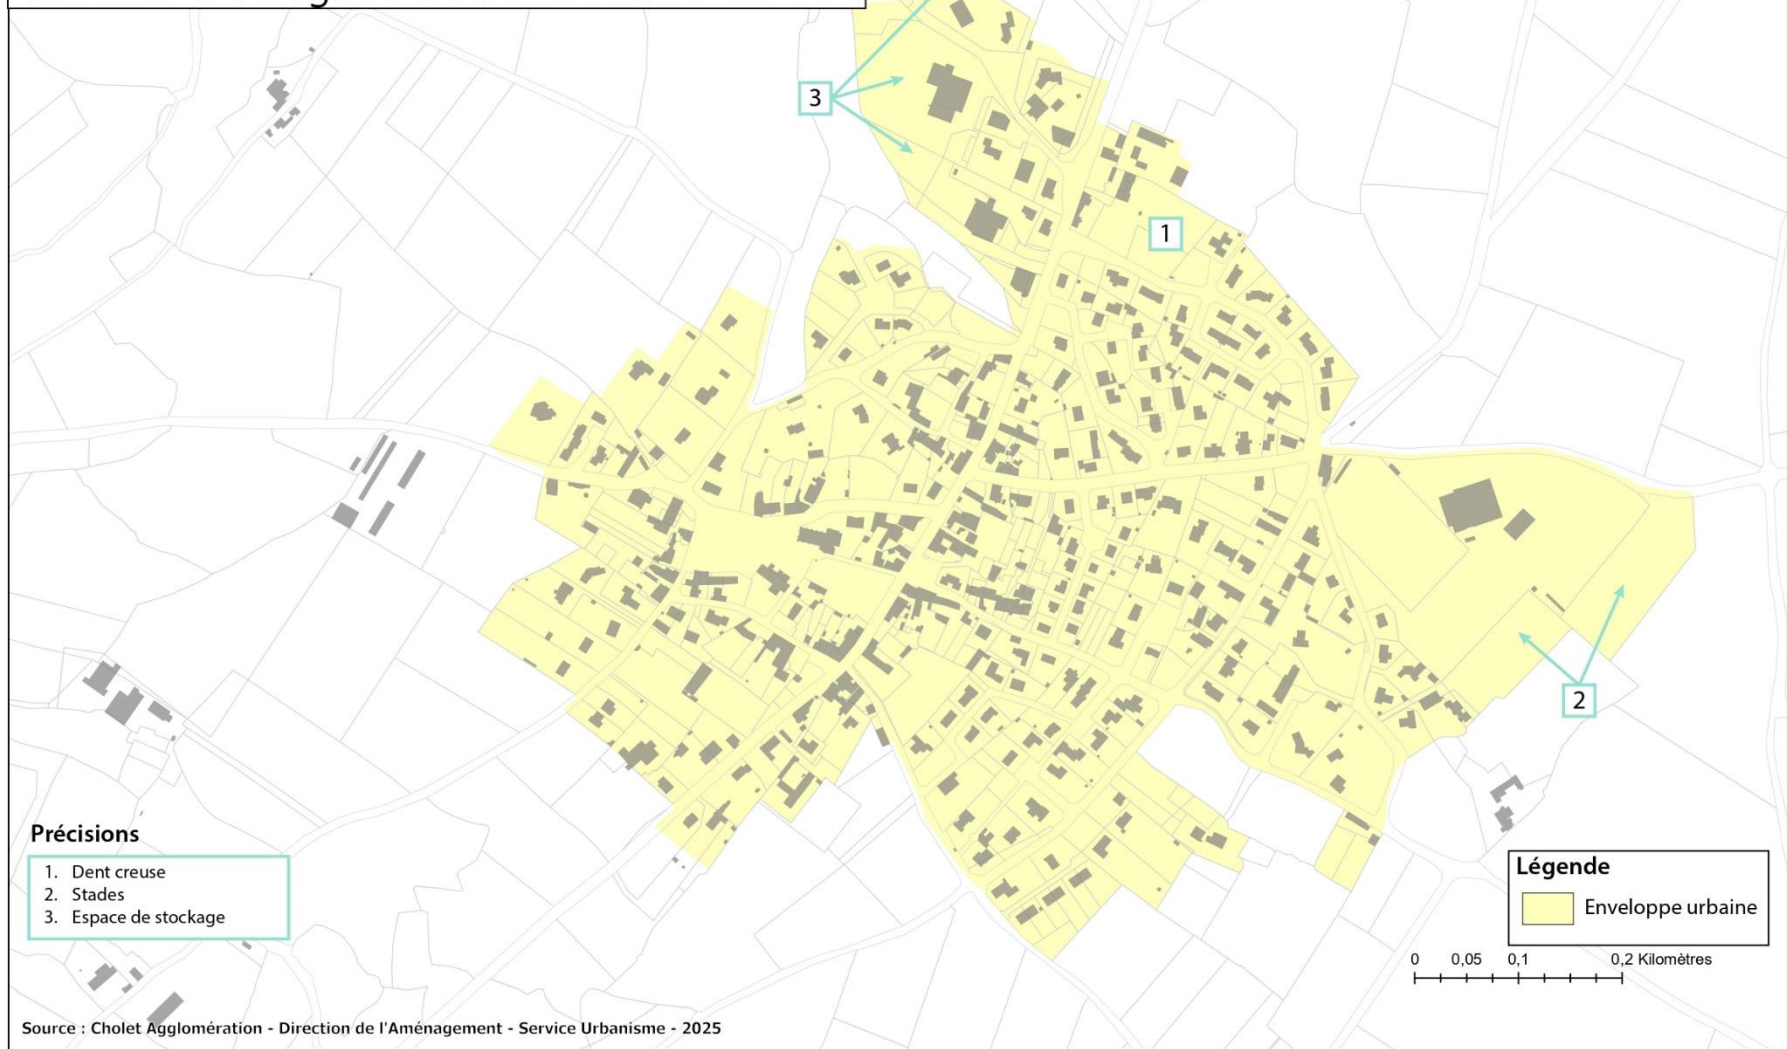 3
1
2
Précisions
1. Dent creuse
2. Stades
3. Espace de stockage
Légende
Enveloppe urbaine
0 0,05 0,1 0,2 Kilomètres
Source : Cholet Agglomération - Direction de l'Aménagement - Service Urbanisme - 2025